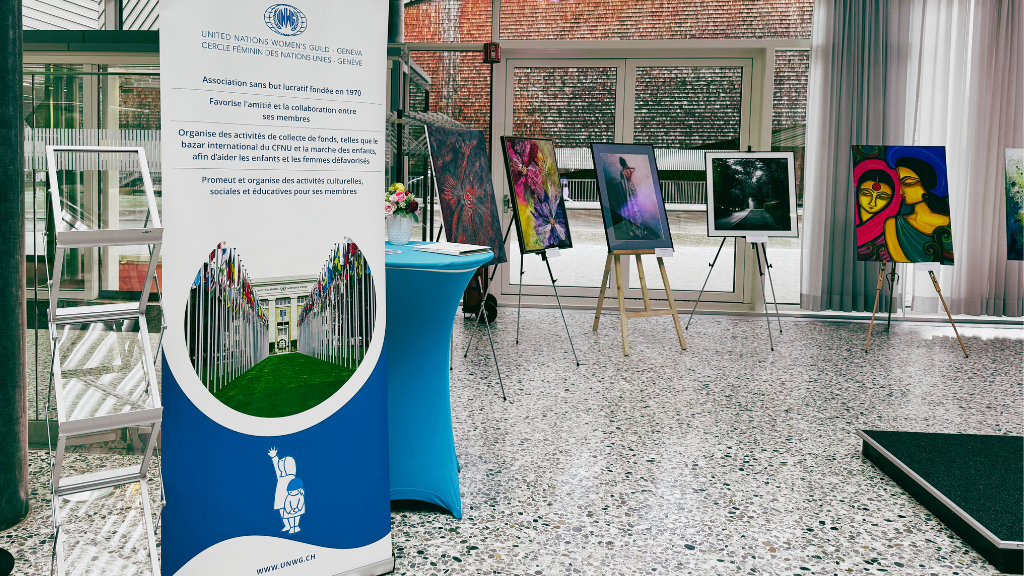 UNWG
UNITED NATIONS WOMEN'S GUILD - GENEVA
CERCLE FÉMININ DES NATIONS UNIES - GENÈVE
Association sans but lucratif fondée en 1970
Favorise l'amitié et la collaboration entre
ses membres
Organise des activités de collecte de fonds, telles que le
bazar international du CFNU et la marche des enfants,
afin d'aider les enfants et les femmes défavorisés
Promeut et organise des activités culturelles,
sociales et éducatives pour ses membres
WWW.UNWG.CH